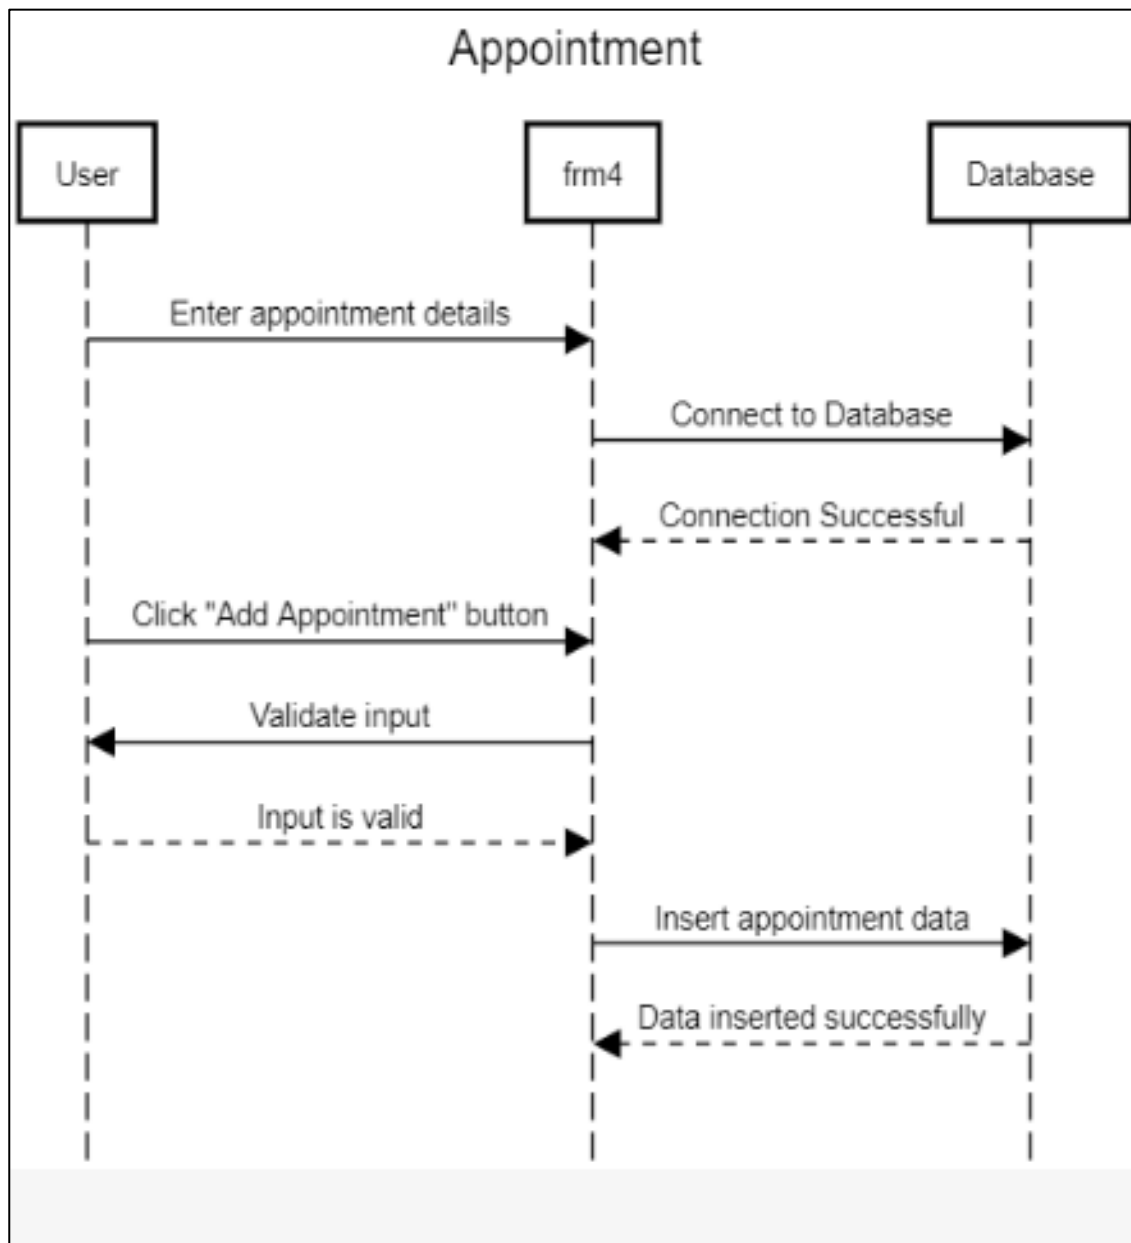 Appointment
User
frm4
Database
Enter appointment details
Connect to Database
Connection Successful
Click "Add Appointment" button
Validate input
Input is valid
Insert appointment data
Data inserted successfully